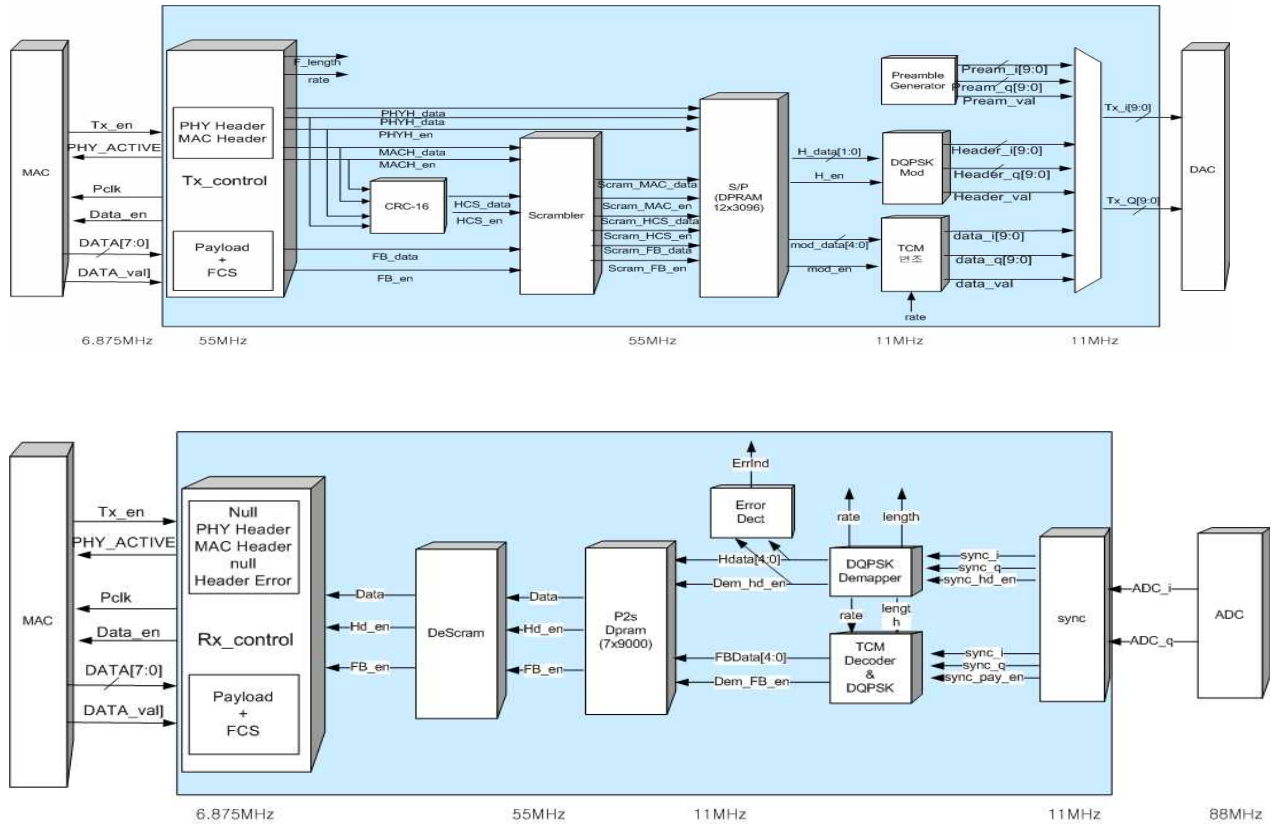 MAC
Tx_en
PHY_ACTIVE
Pclk
Data_en
DATA[7:0]
DATA_val]
PHY Header
MAC Header
Tx_control
Payload
+
FCS
F_length
rate
PHYH_data
PHYH_data
PHYH_en
MACH_data
MACH_en
CRC-16
HCS_data
HCS_en
FB_data
FB_en
Scrambler
Scram_MAC_data
Scram_MAC_en
Scram_HCS_data
Scram_HCS_en
Scram_FB_data
Scram_FB_en
S/P
(DPRAM
12x3096)
H_data[1:0]
H_en
mod_data[4:0]
mod_en
Preamble
Generator
Pream_i[9:0]
Pream_q[9:0]
Pream_val
DQPSK
Mod
Header_i[9:0]
Header_q[9:0]
Header_val
TCM
변조
data_i[9:0]
data_q[9:0]
data_val
rate
Tx_i[9:0]
Tx_Q[9:0]
DAC
6.875MHz
55MHz
55MHz
11MHz
11MHz
MAC
Tx_en
PHY_ACTIVE
Pclk
Data_en
DATA[7:0]
DATA_val]
Null
PHY Header
MAC Header
null
Header Error
Rx_control
Payload
+
FCS
Data
Hd_en
FB_en
DeScram
Data
Hd_en
FB_en
P2s
Dpram
(7x9000)
ErrInd
Error
Dect
Hdata[4:0]
Dem_hd_en
FBData[4:0]
Dem_FB_en
rate
length
DQPSK
Demapper
rate
lengt
h
TCM
Decoder
&
DQPSK
sync_i
sync_q
sync_hd_en
sync_i
sync_q
sync_pay_en
sync
ADC_i
ADC_q
ADC
6.875MHz
55MHz
11MHz
11MHz
88MHz